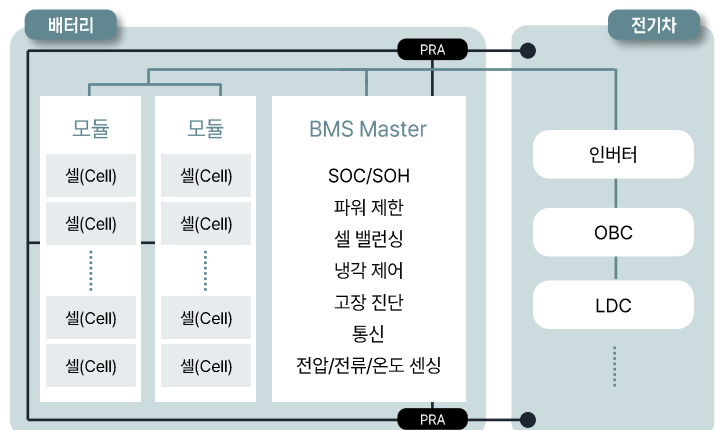 배터리
전기차
PRA
모듈
셀(Cell)
셀(Cell)
셀(Cell)
셀(Cell)
모듈
셀(Cell)
셀(Cell)
셀(Cell)
셀(Cell)
BMS Master
SOC/SOH
파워 제한
셀 밸런싱
냉각 제어
고장 진단
통신
전압/전류/온도 센싱
PRA
인버터
OBC
LDC